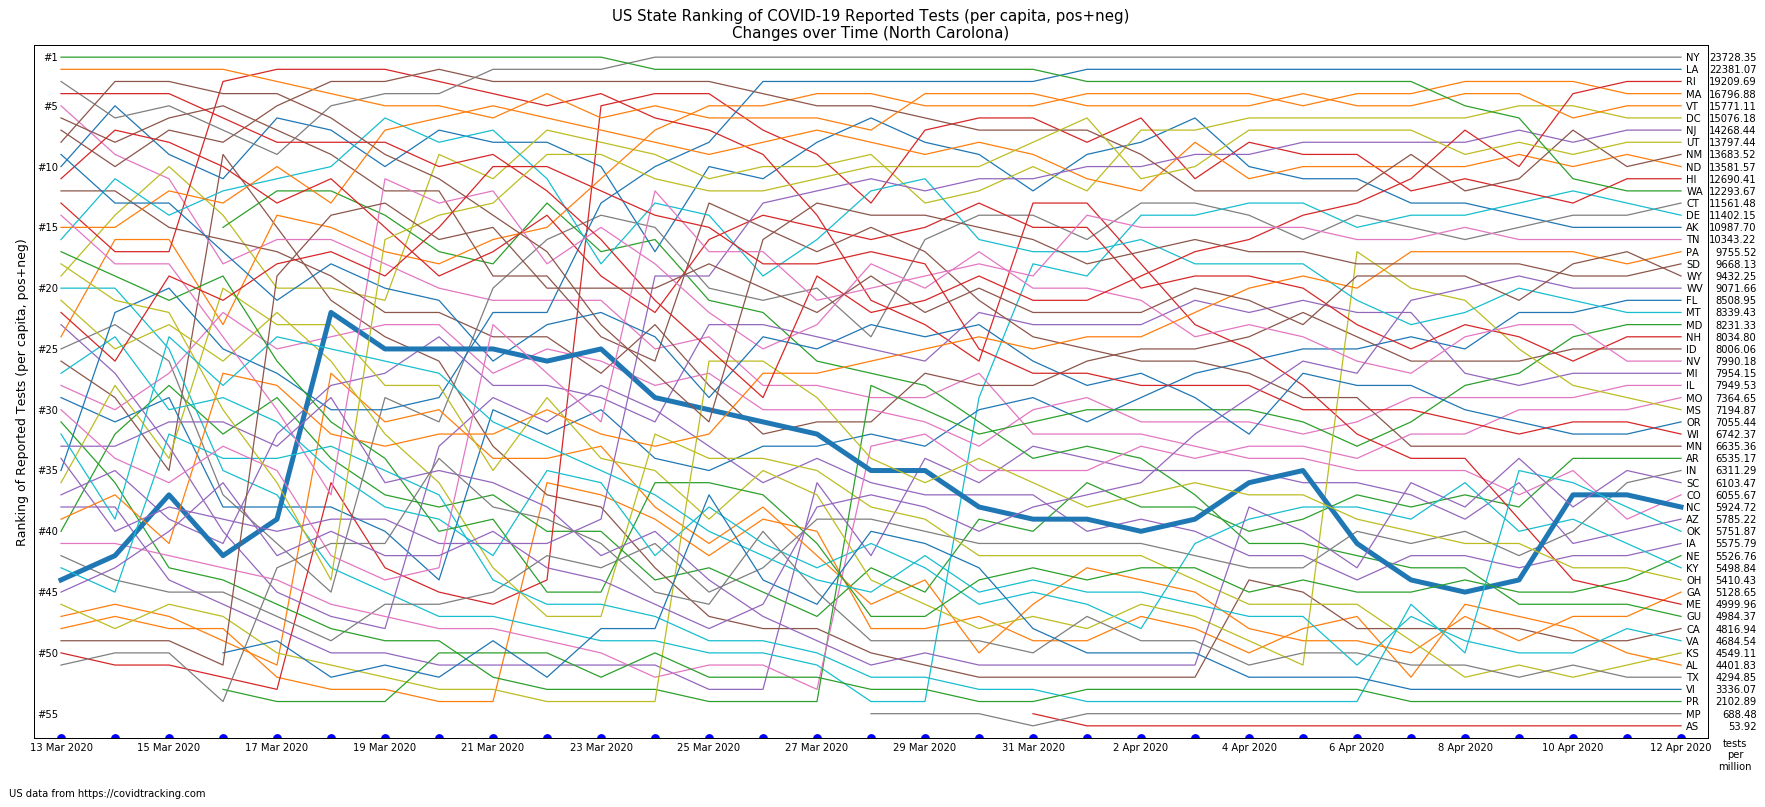 US State Ranking of COVID-19 Reported Tests (per capita, pos+neg)
Changes over Time (North Carolona)
Ranking of Reported Tests (per capita, pos+neg)
#1
#5
#10
#15
#20
#25
#30
#35
#40
#45
#50
#55
NY 23728.35
LA 22381.07
RI 19209.69
MA 16796.88
VT 15771.11
DC 15076.18
NJ 14268.44
UT 13797.44
NM 13683.52
ND 13581.57
HI 12690.41
WA 12293.67
CT 11561.48
DE 11402.15
AK 10987.70
TN 10343.22
PA 9755.52
SD 9668.13
WY 9432.25
WV 9071.66
FL 8508.95
MT 8339.43
MD 8231.33
NH 8034.80
ID 8006.06
NV 7990.18
MI 7954.15
IL 7949.53
MO 7364.65
MS 7194.87
OR 7055.44
WI 6742.37
MN 6635.36
AR 6535.17
IN 6311.29
SC 6103.47
CO 6055.67
NC 5924.72
AZ 5785.22
OK 5751.87
IA 5575.79
NE 5526.76
KY 5498.84
OH 5410.43
GA 5128.65
ME 4999.96
GU 4984.37
CA 4816.94
VA 4684.54
KS 4549.11
AL 4401.83
TX 4294.85
VI 3336.07
PR 2102.89
MP 688.48
AS 53.92
13 Mar 2020 15 Mar 2020 17 Mar 2020 19 Mar 2020 21 Mar 2020 23 Mar 2020 25 Mar 2020 27 Mar 2020 29 Mar 2020 31 Mar 2020 2 Apr 2020 4 Apr 2020 6 Apr 2020 8 Apr 2020 10 Apr 2020 12 Apr 2020
tests
per
million
US data from https://covidtracking.com